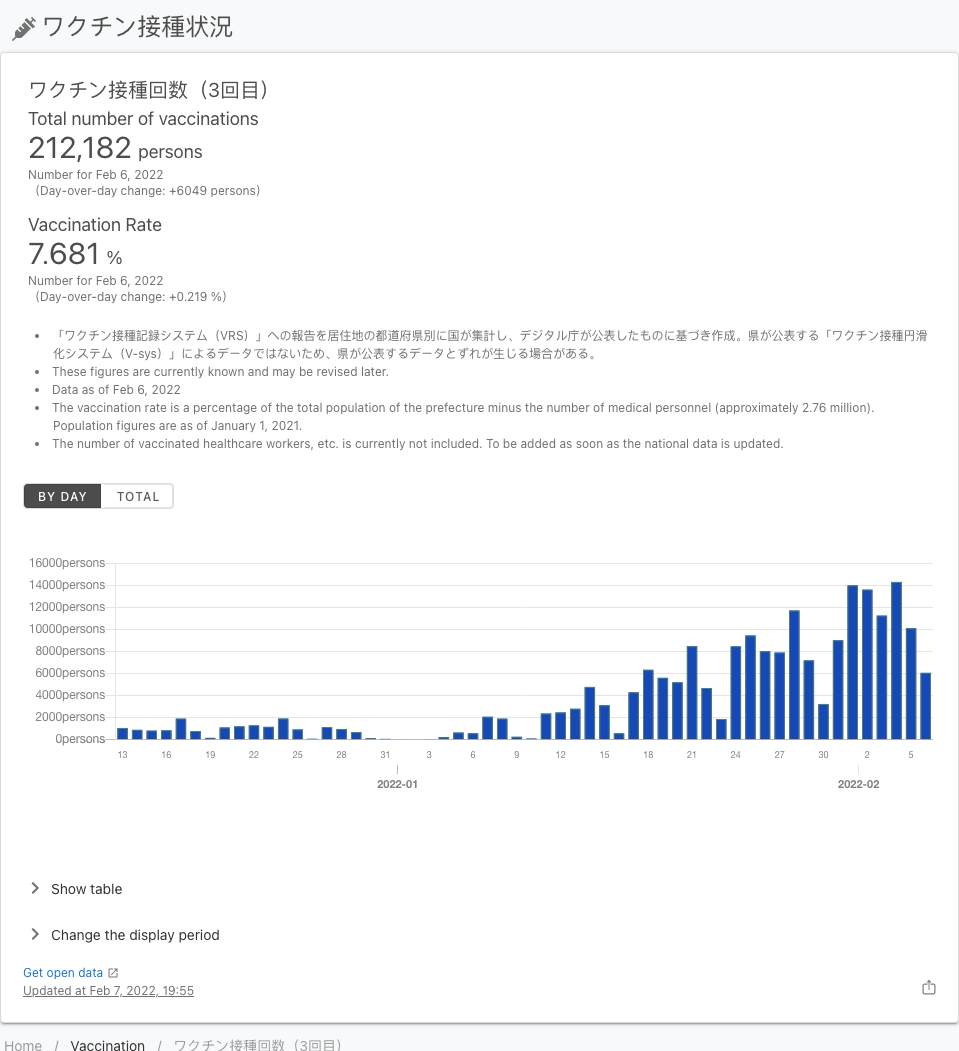 ワクチン接種状況
ワクチン接種回数（3回目）
Total number of vaccinations
212,182 persons
Number for Feb 6, 2022
（Day-over-day change: +6049 persons）
Vaccination Rate
7.681 %
Number for Feb 6, 2022
（Day-over-day change: +0.219 %）
• 「ワクチン接種記録システム（VRS）」への報告を居住地の都道府県別に国が集計し、デジタル庁が公表したものに基づき作成。県が公表する「ワクチン接種円滑
化システム（V-sys）」によるデータではないため、県が公表するデータとずれが生じる場合がある。
• These figures are currently known and may be revised later.
• Data as of Feb 6, 2022
• The vaccination rate is a percentage of the total population of the prefecture minus the number of medical personnel (approximately 2.76 million).
Population figures are as of January 1, 2021.
• The number of vaccinated healthcare workers, etc. is currently not included. To be added as soon as the national data is updated.
BY DAY TOTAL
16000persons
14000persons
12000persons
10000persons
8000persons
6000persons
4000persons
2000persons
0persons
13 16 19 22 25 28 31 3 6 9 12 15 18 21 24 27 30 2 5
2022-01 2022-02
Show table
Change the display period
Get open data
Updated at Feb 7, 2022, 19:55
Home / Vaccination / ワクチン接種回数（3回目）